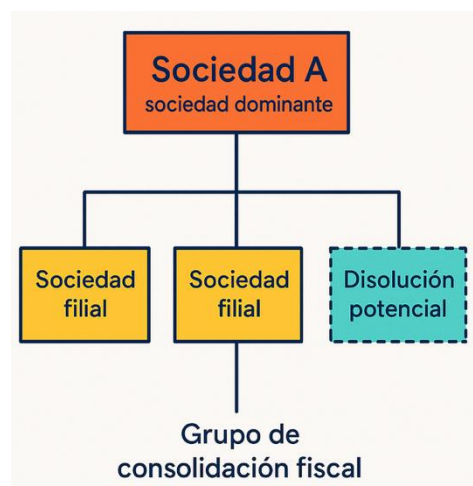 Sociedad A
sociedad dominante
Sociedad
filial
Sociedad
filial
Disolución
potencial
Grupo de
consolidación fiscal